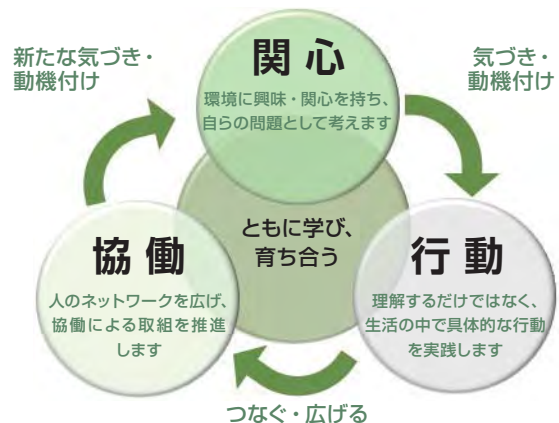 新たな気づき・
動機付け
関心
環境に興味・関心を持ち、
自らの問題として考えます
気づき・
動機付け
ともに学び、
育ち合う
協働
人のネットワークを広げ、
協働による取組を推進
します
行動
理解するだけではなく、
生活の中で具体的な行動
を実践します
つなぐ・広げる